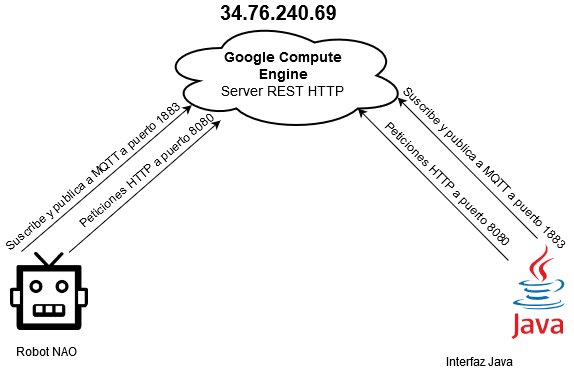 34.76.240.69
Google Compute
Engine
Server REST HTTP
Suscribe y publica a MQTT a puerto 1883
Peticiones HTTP a puerto 8080
Suscribe y publica a MQTT a puerto 1883
Peticiones HTTP a puerto 8080
Java
Robot NAO
Interfaz Java